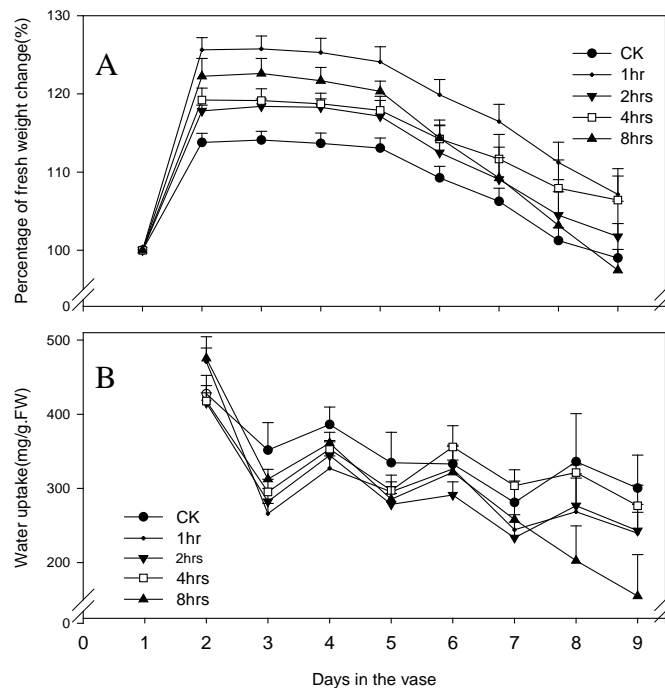 130
120
110
100
0
Percentage of fresh weight change(%)
A
CK
1hr
2hrs
4hrs
8hrs
500
400
300
200
0
Water uptake(mg/g.FW)
B
CK
1hr
2hrs
4hrs
8hrs
0 1 2 3 4 5 6 7 8 9
Days in the vase